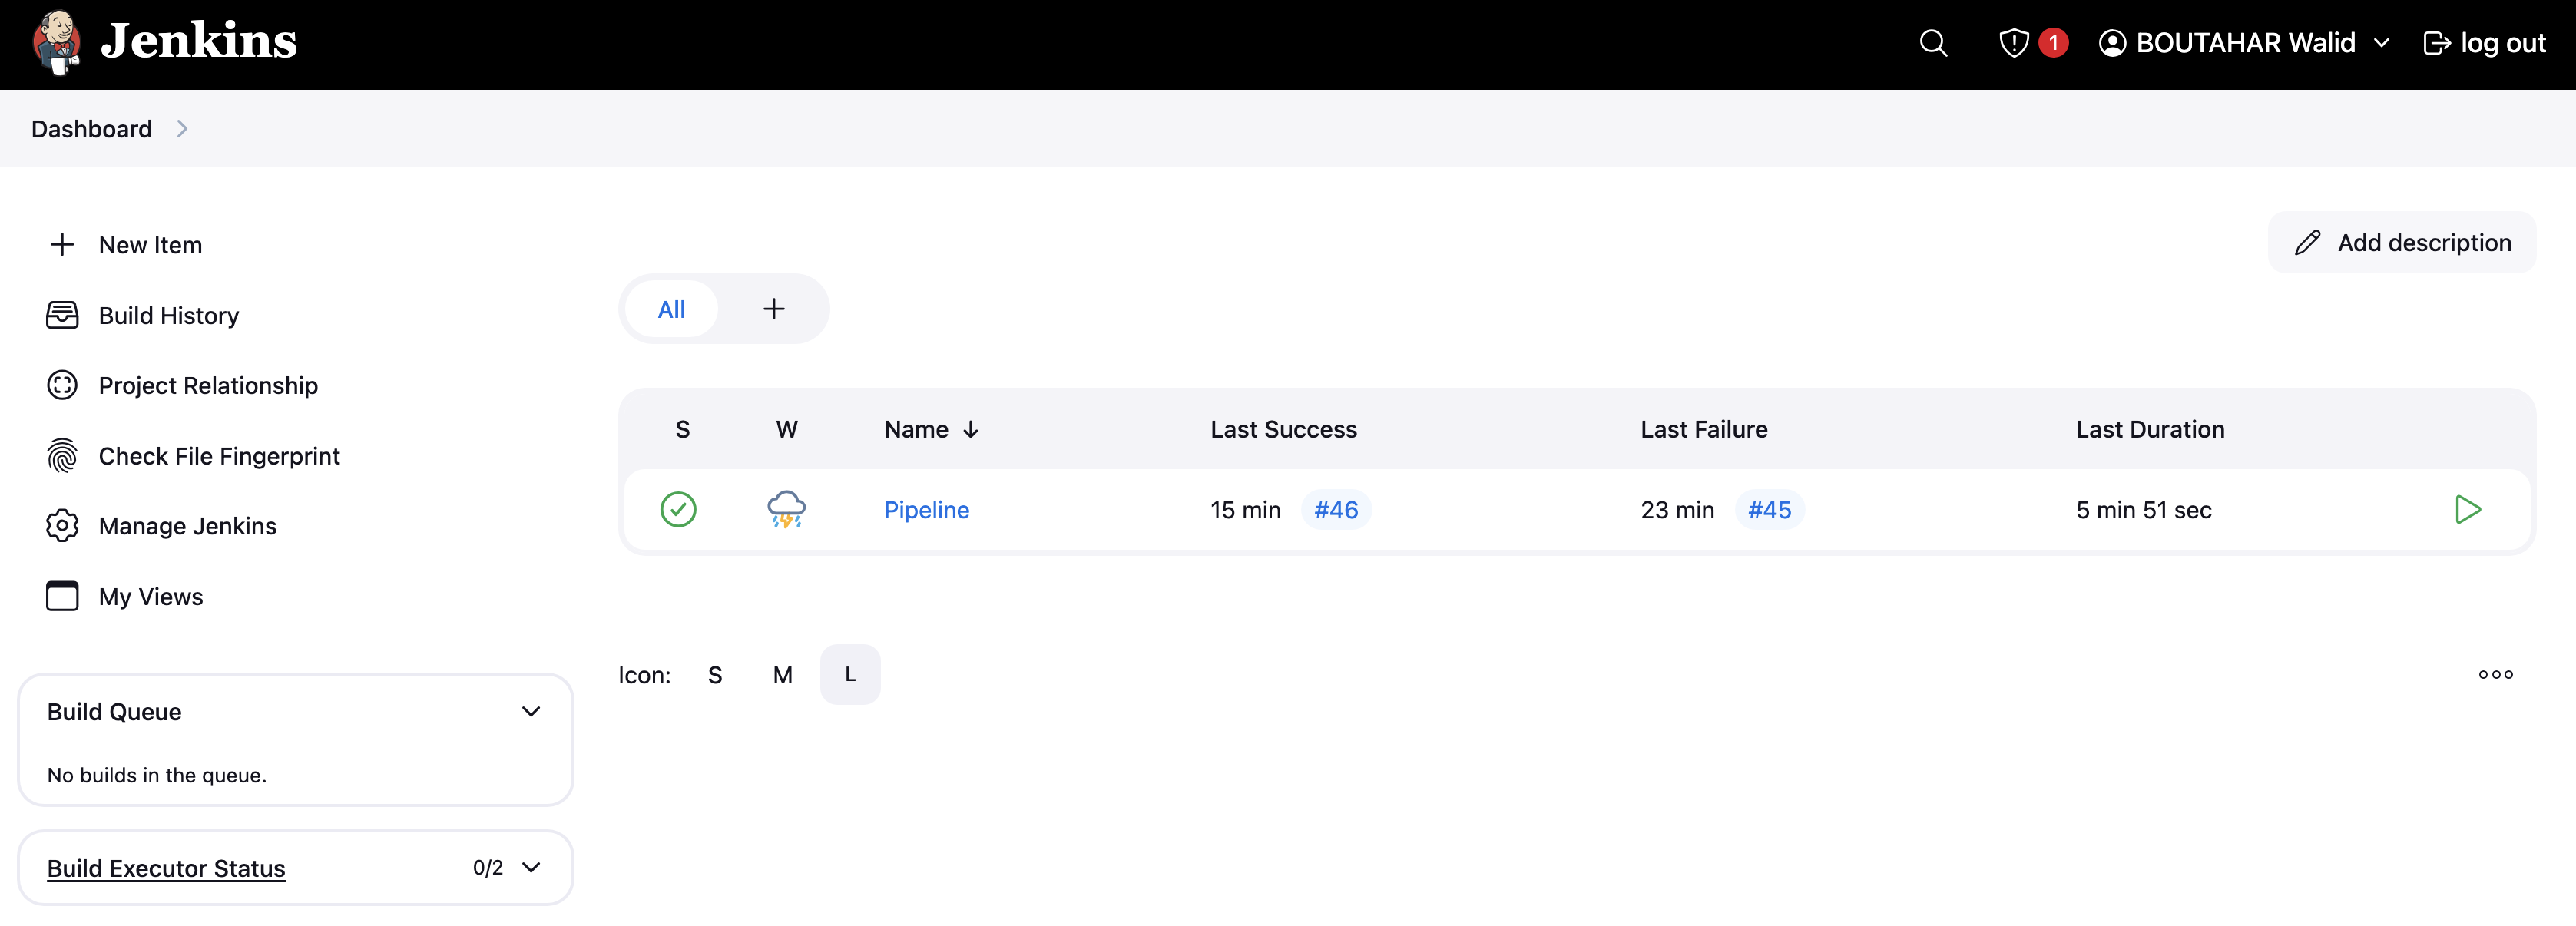 Jenkins
1
BOUTAHAR Walid
log out
Dashboard
New Item
Build History
Project Relationship
Check File Fingerprint
Manage Jenkins
My Views
Build Queue
No builds in the queue.
Build Executor Status 0/2
Add description
All
S W Name ↓ Last Success Last Failure Last Duration
Pipeline 15 min #46 23 min #45 5 min 51 sec
Icon: S M L